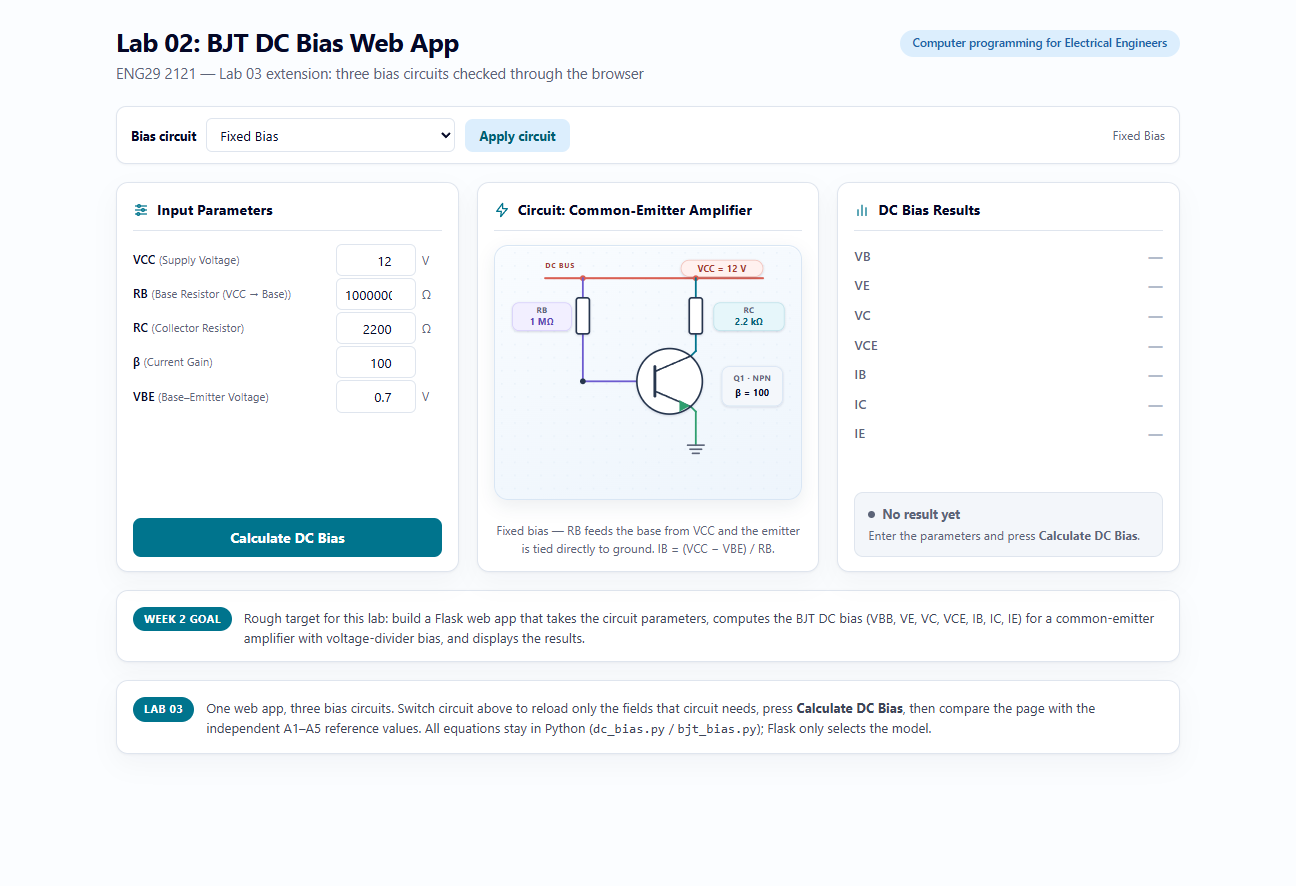 Lab 02: BJT DC Bias Web App
Computer programming for Electrical Engineers
ENG29 2121 — Lab 03 extension: three bias circuits checked through the browser
Bias circuit
Fixed Bias
Apply circuit
Fixed Bias
Input Parameters
VCC (Supply Voltage) 12 V
RB (Base Resistor (VCC → Base)) 1000000 Ω
RC (Collector Resistor) 2200 Ω
β (Current Gain) 100
VBE (Base–Emitter Voltage) 0.7 V
Calculate DC Bias
Circuit: Common-Emitter Amplifier
DC BUS
VCC = 12 V
RB
1 MΩ
RC
2.2 kΩ
Q1 · NPN
β = 100
Fixed bias — RB feeds the base from VCC and the emitter
is tied directly to ground. IB = (VCC − VBE) / RB.
DC Bias Results
VB —
VE —
VC —
VCE —
IB —
IC —
IE —
No result yet
Enter the parameters and press Calculate DC Bias.
WEEK 2 GOAL
Rough target for this lab: build a Flask web app that takes the circuit parameters, computes the BJT DC bias (VBB, VE, VC, VCE, IB, IC, IE) for a common-emitter
amplifier with voltage-divider bias, and displays the results.
LAB 03
One web app, three bias circuits. Switch circuit above to reload only the fields that circuit needs, press Calculate DC Bias, then compare the page with the
independent A1–A5 reference values. All equations stay in Python (dc_bias.py / bjt_bias.py); Flask only selects the model.